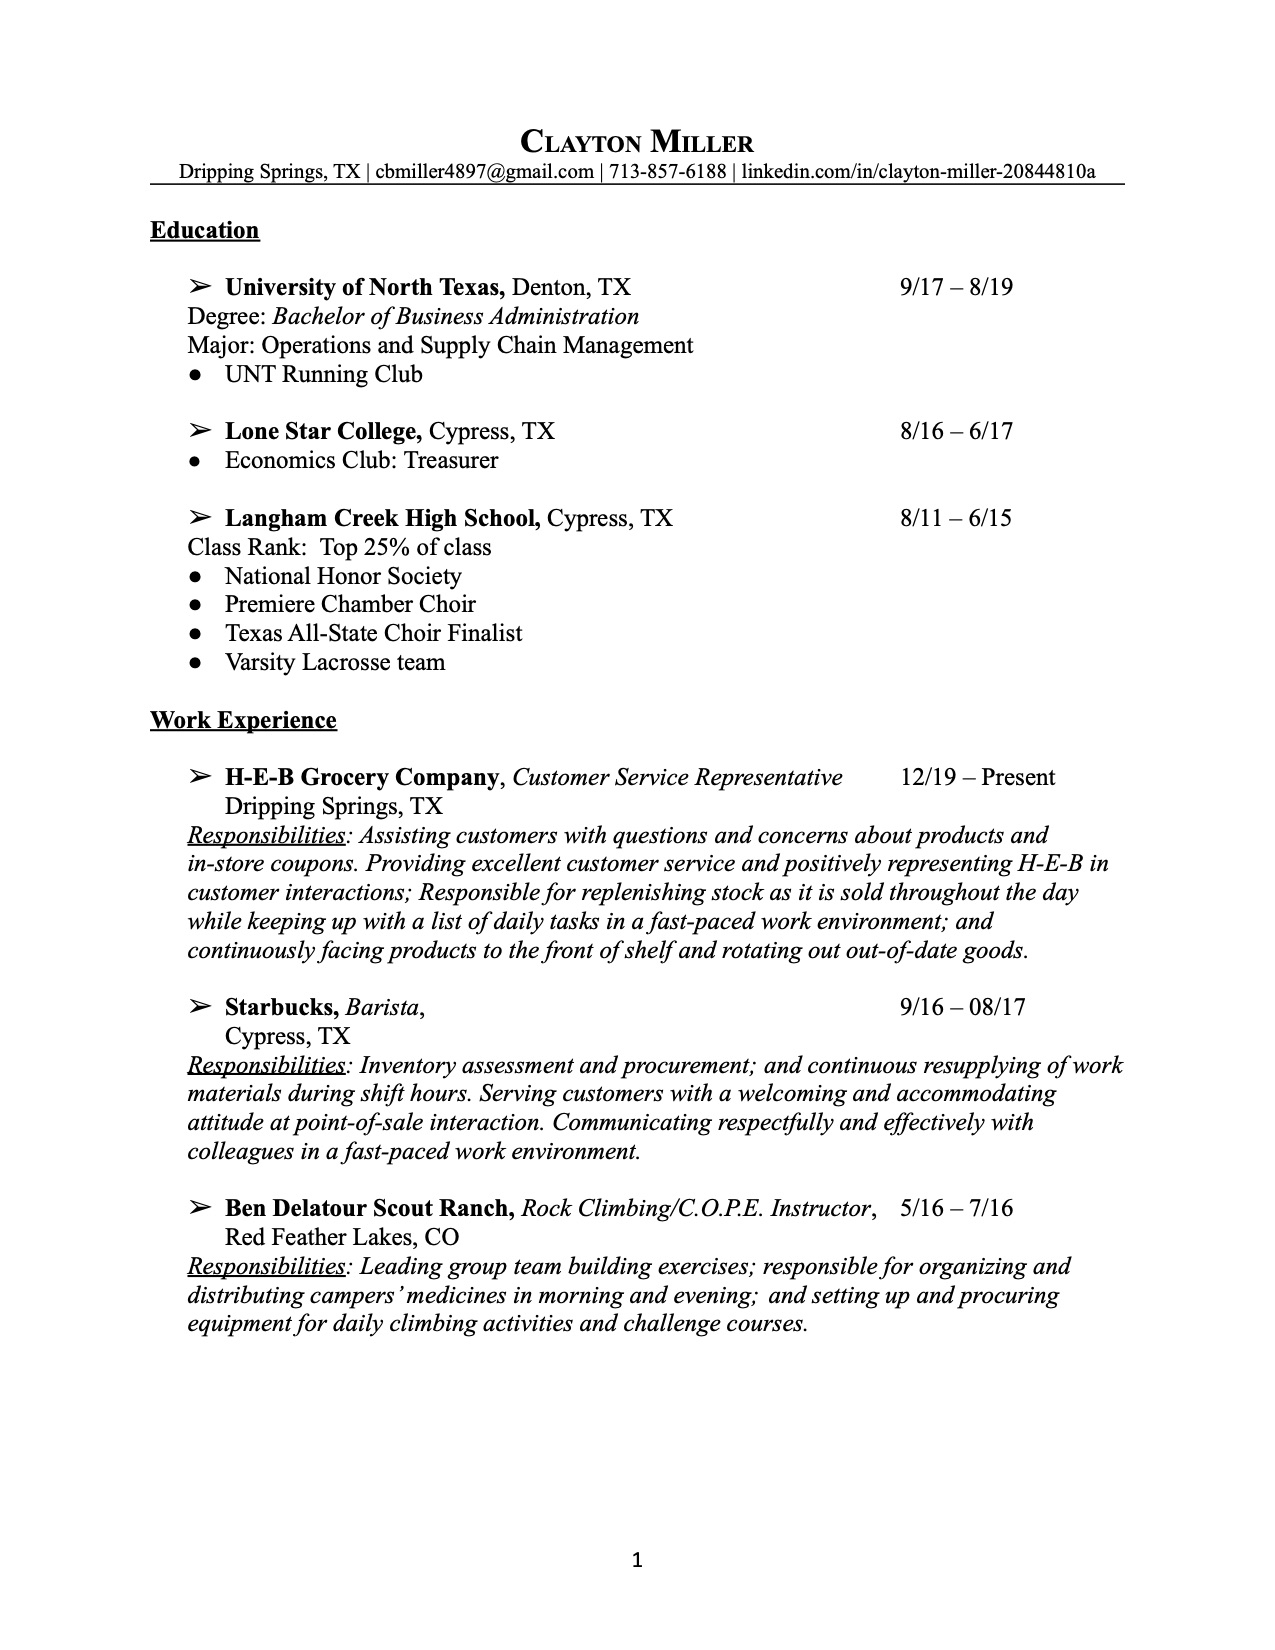 CLAYTON MILLER
Dripping Springs, TX | cbmiller4897@gmail.com | 713-857-6188 | linkedin.com/in/clayton-miller-20844810a
Education
➢ University of North Texas, Denton, TX 9/17 – 8/19
Degree: Bachelor of Business Administration
Major: Operations and Supply Chain Management
● UNT Running Club
➢ Lone Star College, Cypress, TX 8/16 – 6/17
● Economics Club: Treasurer
➢ Langham Creek High School, Cypress, TX 8/11 – 6/15
Class Rank:  Top 25% of class
● National Honor Society
● Premiere Chamber Choir
● Texas All-State Choir Finalist
● Varsity Lacrosse team
Work Experience
➢ H-E-B Grocery Company, Customer Service Representative 12/19 – Present
Dripping Springs, TX
Responsibilities: Assisting customers with questions and concerns about products and
in-store coupons. Providing excellent customer service and positively representing H-E-B in
customer interactions; Responsible for replenishing stock as it is sold throughout the day
while keeping up with a list of daily tasks in a fast-paced work environment; and
continuously facing products to the front of shelf and rotating out out-of-date goods.
➢ Starbucks, Barista, 9/16 – 08/17
Cypress, TX
Responsibilities: Inventory assessment and procurement; and continuous resupplying of work
materials during shift hours. Serving customers with a welcoming and accommodating
attitude at point-of-sale interaction. Communicating respectfully and effectively with
colleagues in a fast-paced work environment.
➢ Ben Delatour Scout Ranch, Rock Climbing/C.O.P.E. Instructor, 5/16 – 7/16
Red Feather Lakes, CO
Responsibilities: Leading group team building exercises; responsible for organizing and
distributing campers’ medicines in morning and evening;  and setting up and procuring
equipment for daily climbing activities and challenge courses.
1